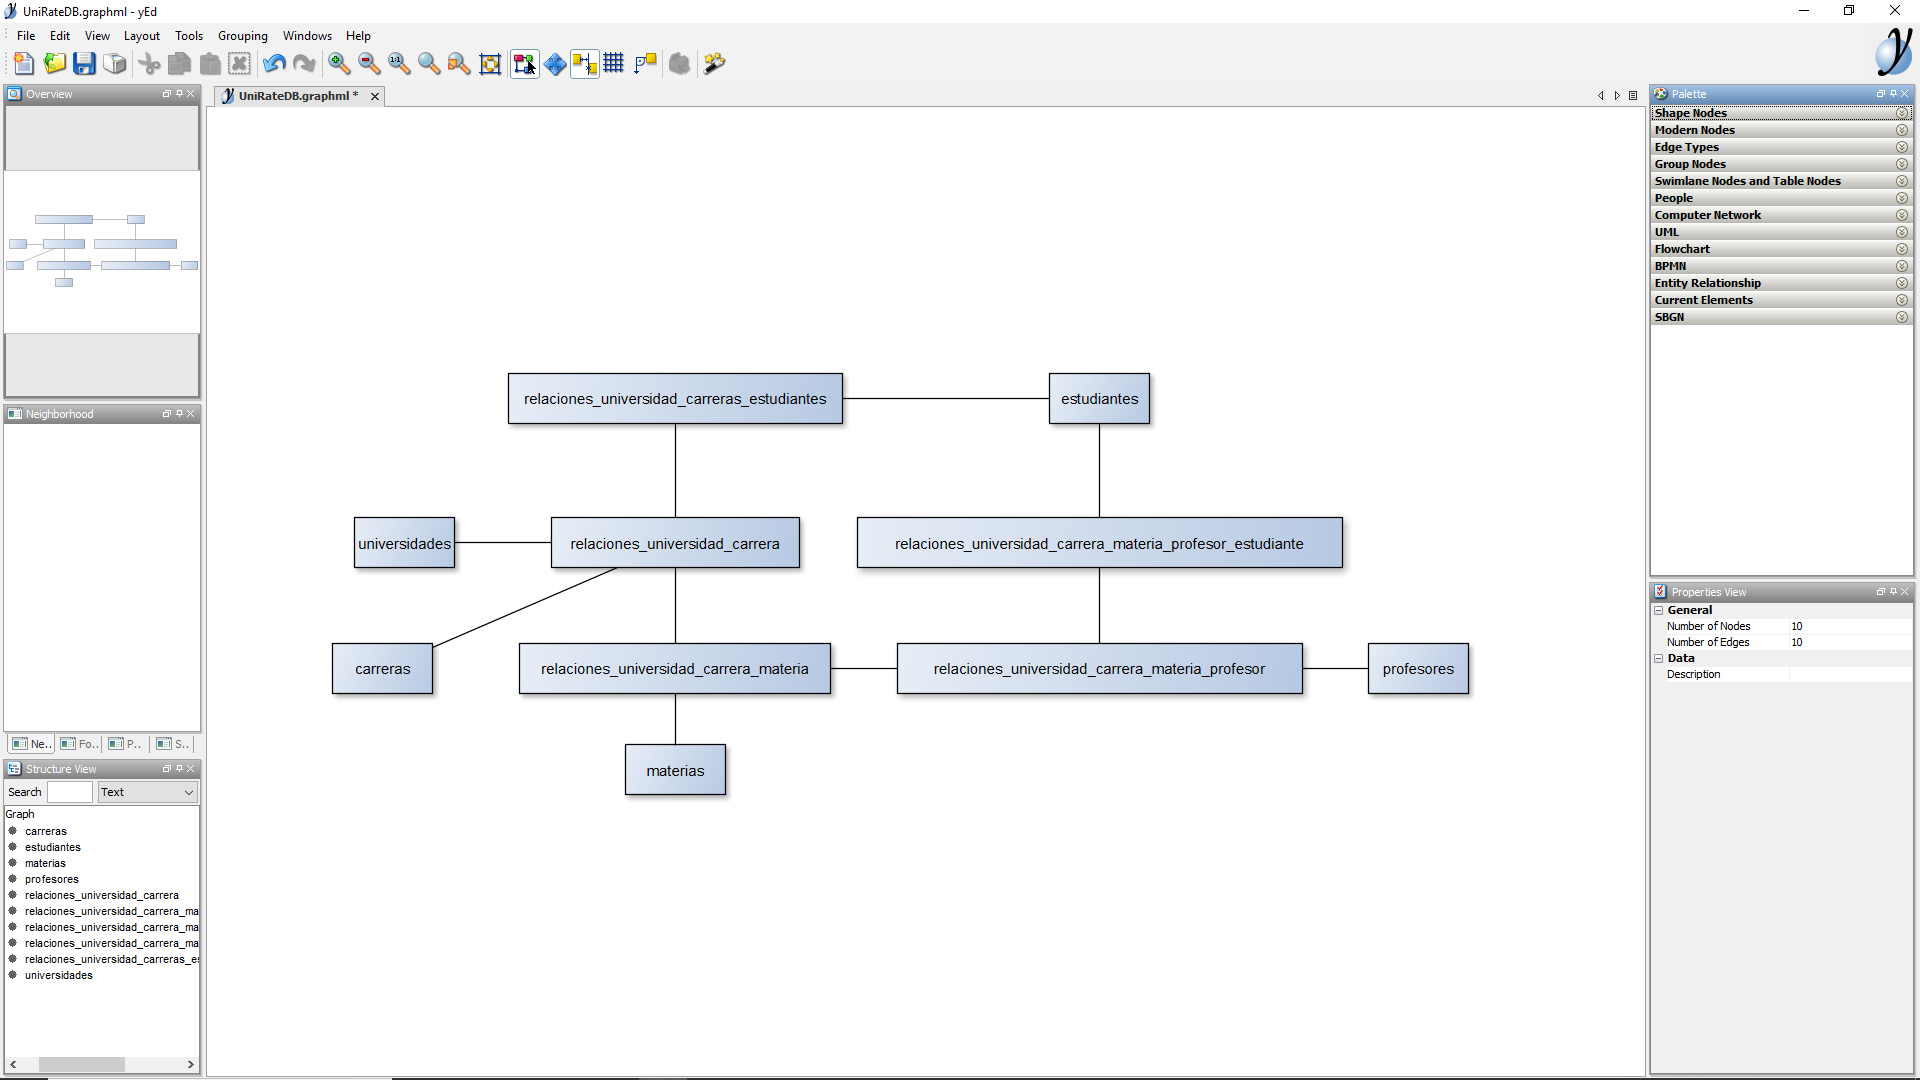 UniRateDB.graphml - yEd
File Edit View Layout Tools Grouping Windows Help
Overview
UniRateDB.graphml *
Palette
Shape Nodes
Modern Nodes
Edge Types
Group Nodes
Swimlane Nodes and Table Nodes
People
Computer Network
UML
Flowchart
BPMN
Entity Relationship
Current Elements
SBGN
Neighborhood
Ne.. Fo.. P.. S..
Structure View
Search Text
Graph
carreras
estudiantes
materias
profesores
relaciones_universidad_carrera
relaciones_universidad_carrera_ma
relaciones_universidad_carrera_ma
relaciones_universidad_carrera_ma
relaciones_universidad_carreras_es
universidades
relaciones_universidad_carreras_estudiantes
estudiantes
universidades
relaciones_universidad_carrera
relaciones_universidad_carrera_materia_profesor_estudiante
carreras
relaciones_universidad_carrera_materia
relaciones_universidad_carrera_materia_profesor
profesores
materias
Properties View
General
Number of Nodes 10
Number of Edges 10
Data
Description